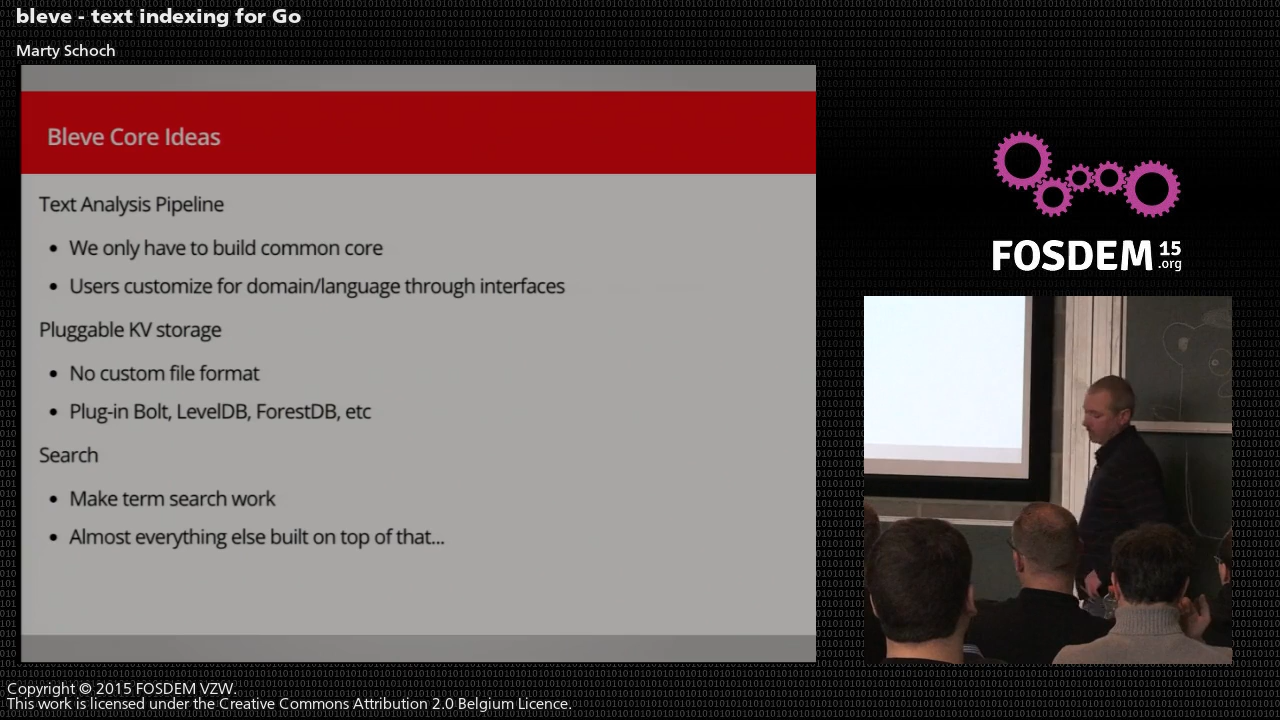 bleve - text indexing for Go
Marty Schoch
Bleve Core Ideas
Text Analysis Pipeline
• We only have to build common core
• Users customize for domain/language through interfaces
Pluggable KV storage
• No custom file format
• Plug-in Bolt, LevelDB, ForestDB, etc
Search
• Make term search work
• Almost everything else built on top of that...
FOSDEM 15
.org
Copyright © 2015 FOSDEM VZW.
This work is licensed under the Creative Commons Attribution 2.0 Belgium Licence.